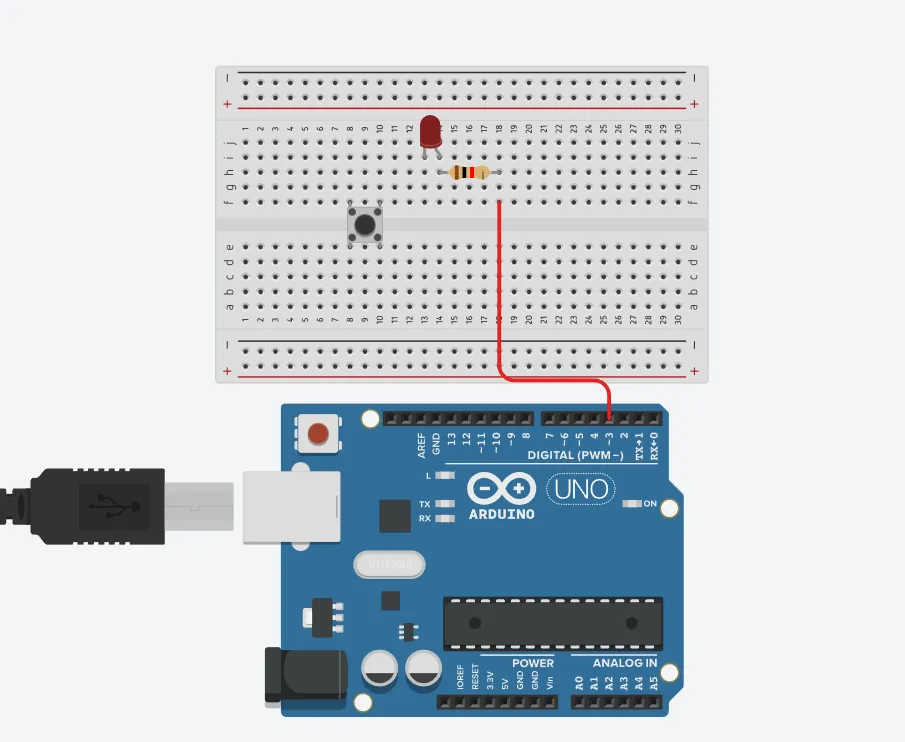 − −
+ +
1 2 3 4 5 6 7 8 9 10 11 12 13 14 15 16 17 18 19 20 21 22 23 24 25 26 27 28 29 30
j j
i i
h h
g g
f f
e e
d d
c c
b b
a a
1 2 3 4 5 6 7 8 9 10 11 12 13 14 15 16 17 18 19 20 21 22 23 24 25 26 27 28 29 30
− −
+ +
AREF GND 13 12 ~11 ~10 ~9 8 7 ~6 ~5 4 ~3 2 TX→1 RX←0
DIGITAL (PWM~)
L
TX
RX
UNO
ON
ARDUINO
POWER ANALOG IN
IOREF RESET 3.3V 5V GND GND Vin A0 A1 A2 A3 A4 A5